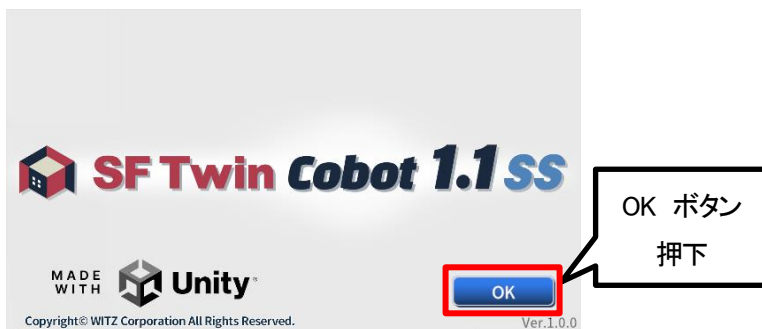 SF Twin Cobot 1.1 SS
OK ボタン
押下
MADE
WITH
Unity
OK
Copyright© WITZ Corporation All Rights Reserved.
Ver.1.0.0